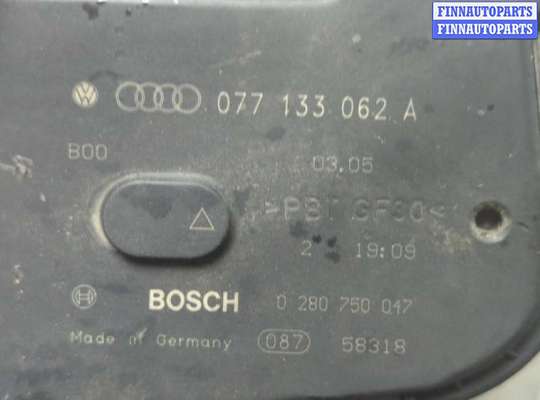 FINNAUTOPARTS
FINNAUTOPARTS
077 133 062 A
B00 03.05
>PBT GF30<
2 19:09
BOSCH 0 280 750 047
Made in Germany 087 58318